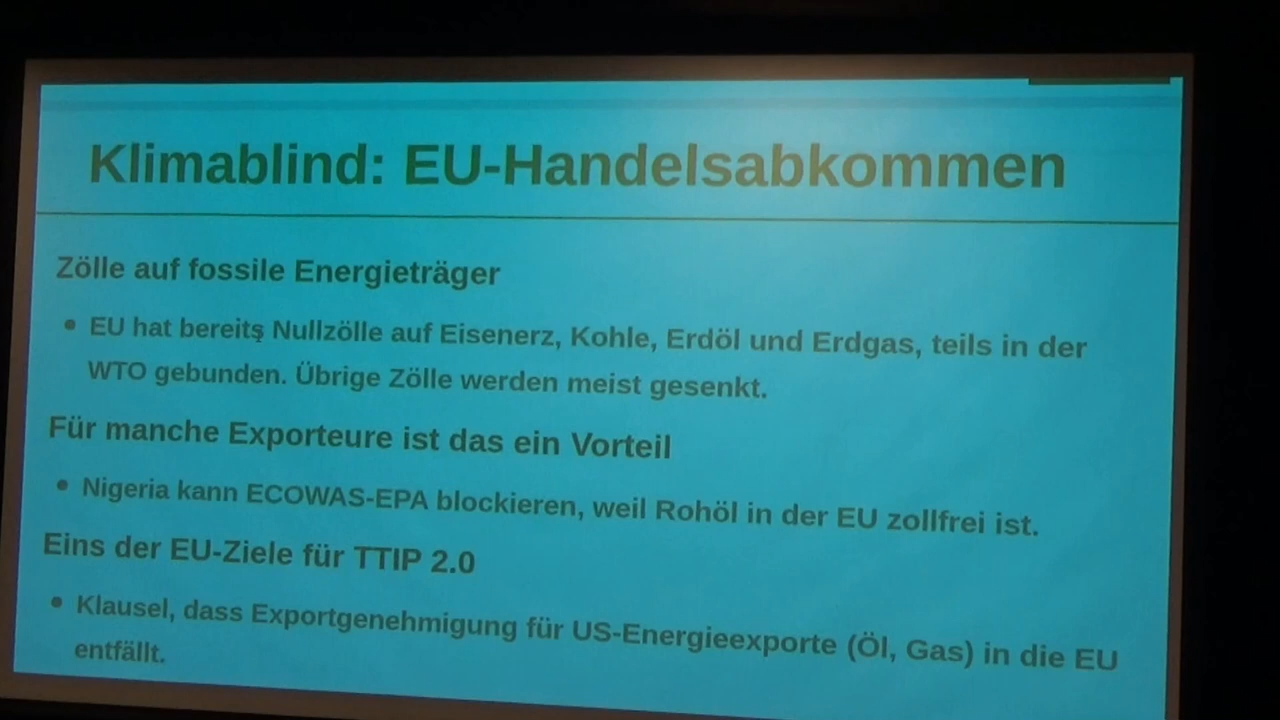 Klimablind: EU-Handelsabkommen
Zölle auf fossile Energieträger
• EU hat bereits Nullzölle auf Eisenerz, Kohle, Erdöl und Erdgas, teils in der
WTO gebunden. Übrige Zölle werden meist gesenkt.
Für manche Exporteure ist das ein Vorteil
• Nigeria kann ECOWAS-EPA blockieren, weil Rohöl in der EU zollfrei ist.
Eins der EU-Ziele für TTIP 2.0
• Klausel, dass Exportgenehmigung für US-Energieexporte (Öl, Gas) in die EU
entfällt.